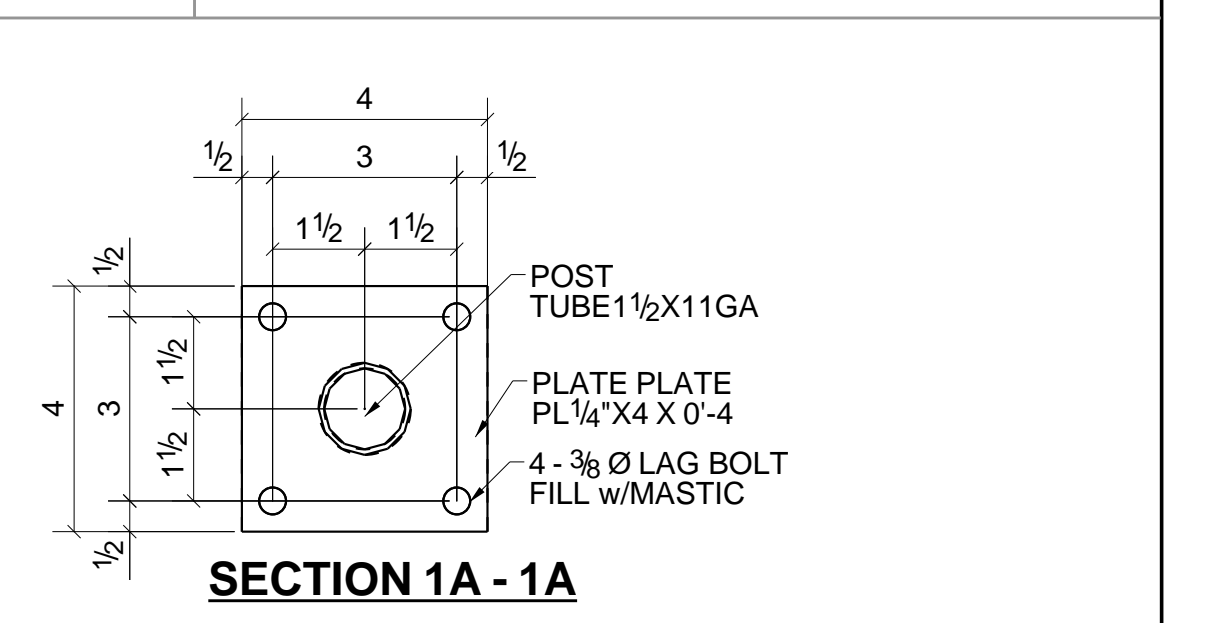 4
1/2 3 1/2
1 1/2 1 1/2
1/2
POST
TUBE1 1/2X11GA
1 1/2
4 3
PLATE PLATE
PL1/4"X4 X 0'-4
1 1/2
4 - 3/8 Ø LAG BOLT
FILL w/MASTIC
1/2
SECTION 1A - 1A